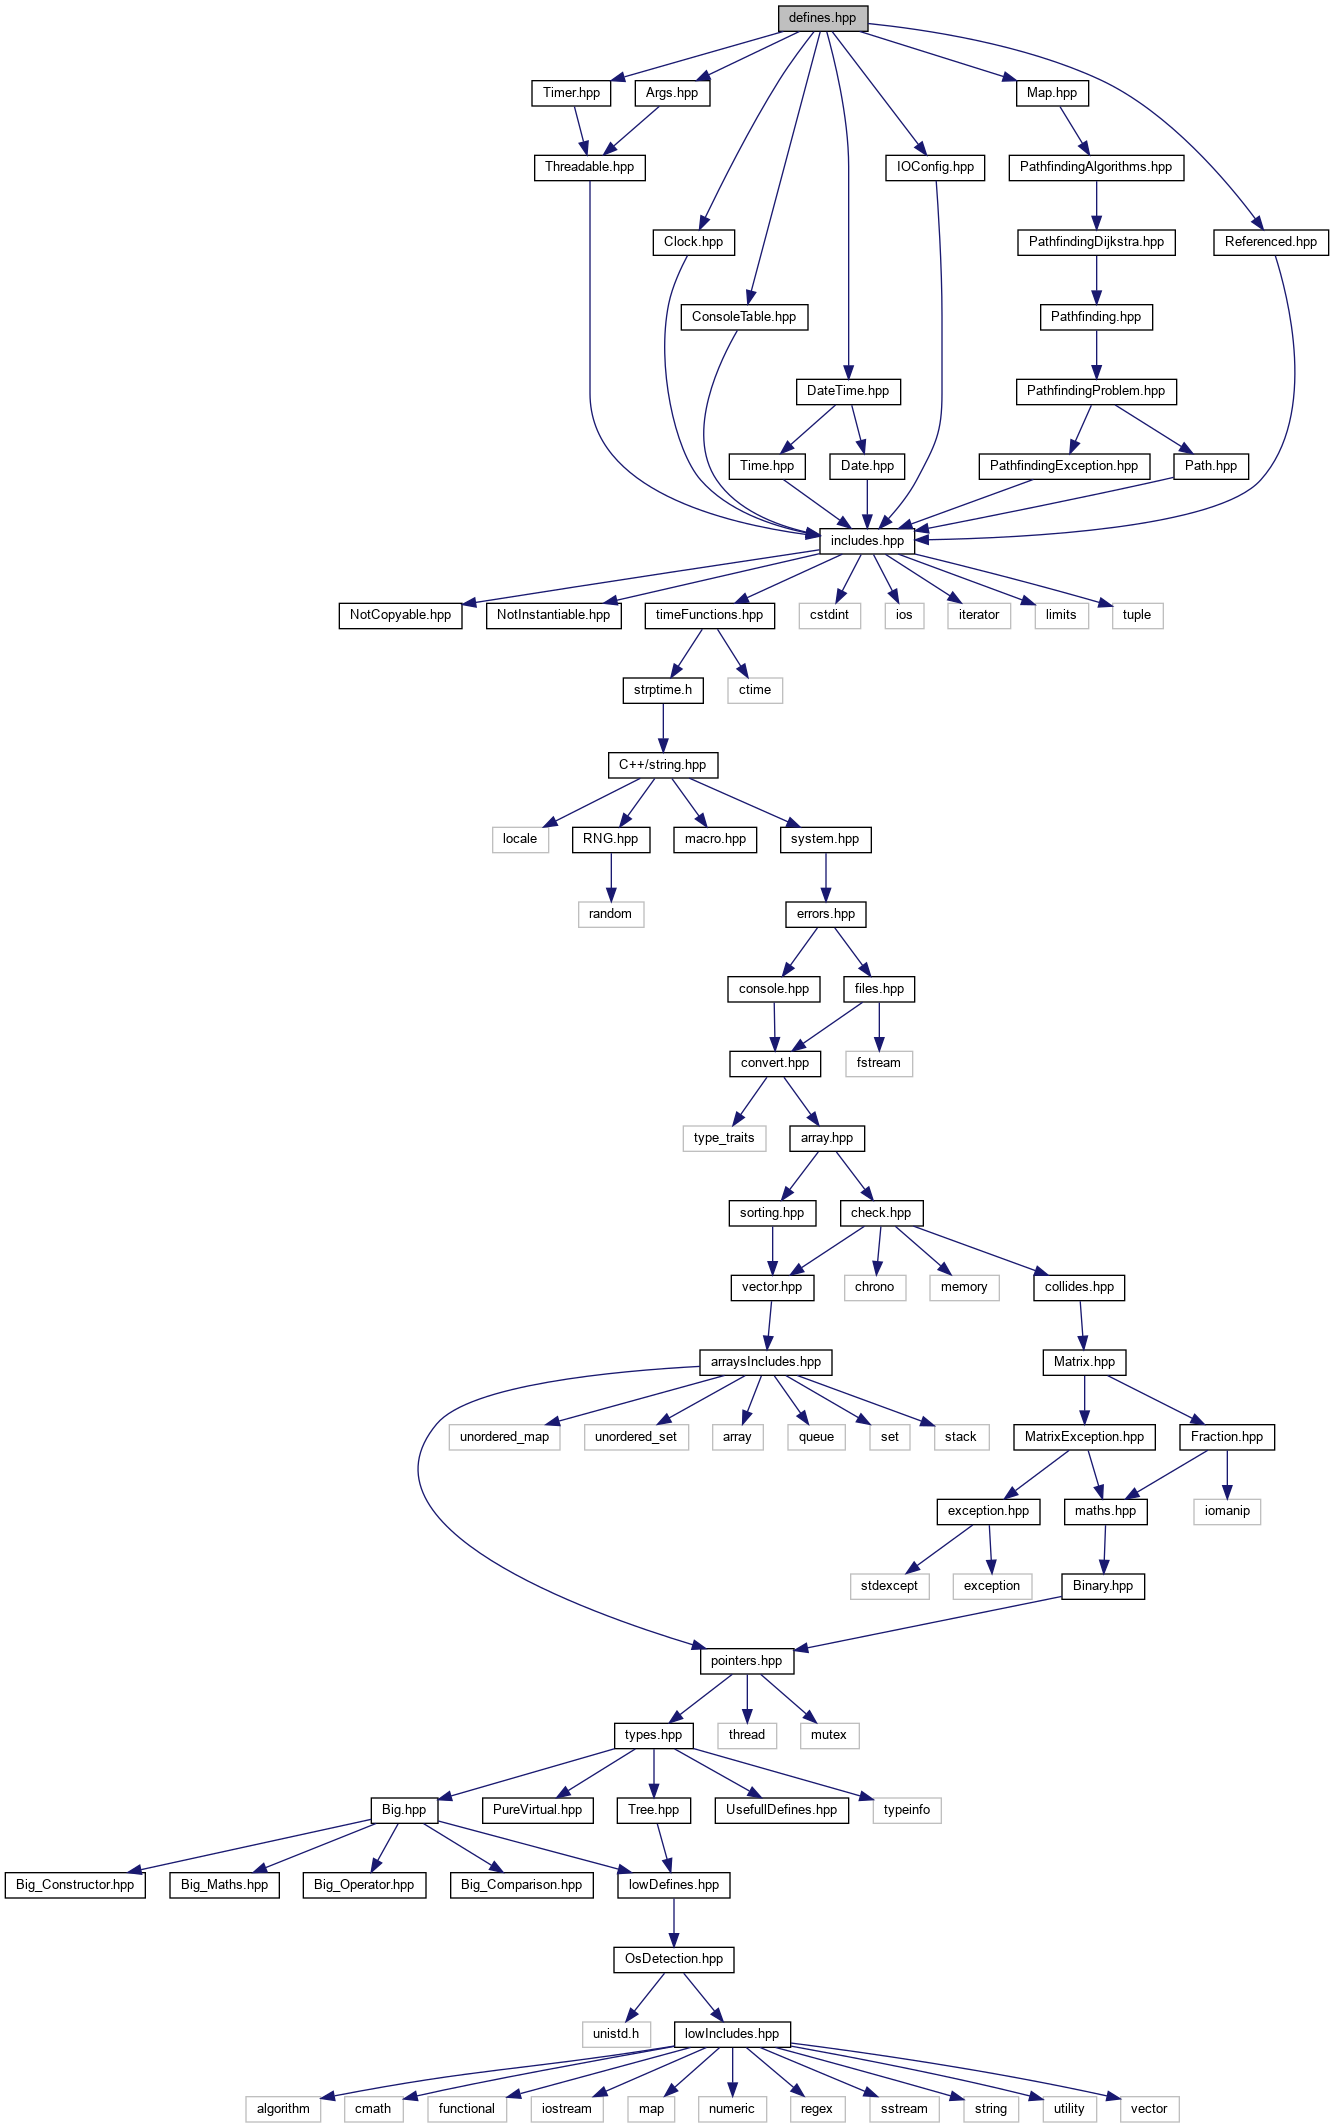 defines.hpp
Timer.hpp
Args.hpp
Map.hpp
Threadable.hpp
IOConfig.hpp
PathfindingAlgorithms.hpp
Clock.hpp
PathfindingDijkstra.hpp
Referenced.hpp
ConsoleTable.hpp
Pathfinding.hpp
DateTime.hpp
PathfindingProblem.hpp
Time.hpp
Date.hpp
PathfindingException.hpp
Path.hpp
includes.hpp
NotCopyable.hpp
NotInstantiable.hpp
timeFunctions.hpp
cstdint
ios
iterator
limits
tuple
strptime.h
ctime
C++/string.hpp
locale
RNG.hpp
macro.hpp
system.hpp
random
errors.hpp
console.hpp
files.hpp
convert.hpp
fstream
type_traits
array.hpp
sorting.hpp
check.hpp
vector.hpp
chrono
memory
collides.hpp
arraysIncludes.hpp
Matrix.hpp
unordered_map
unordered_set
array
queue
set
stack
MatrixException.hpp
Fraction.hpp
exception.hpp
maths.hpp
iomanip
stdexcept
exception
Binary.hpp
pointers.hpp
types.hpp
thread
mutex
Big.hpp
PureVirtual.hpp
Tree.hpp
UsefullDefines.hpp
typeinfo
Big_Constructor.hpp
Big_Maths.hpp
Big_Operator.hpp
Big_Comparison.hpp
lowDefines.hpp
OsDetection.hpp
unistd.h
lowIncludes.hpp
algorithm
cmath
functional
iostream
map
numeric
regex
sstream
string
utility
vector